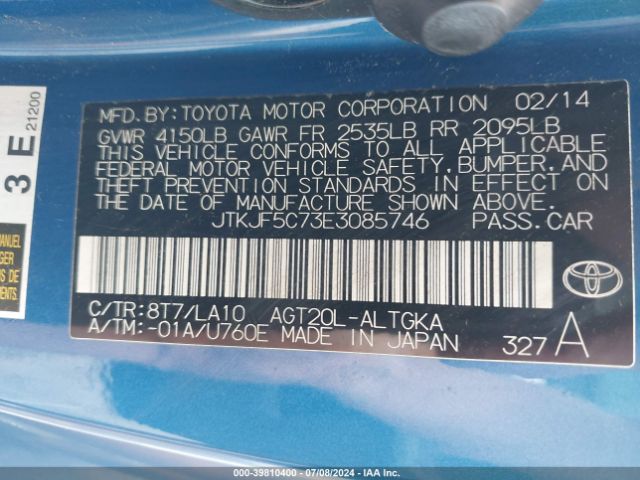 MFD. BY: TOYOTA MOTOR CORPORATION 02/14
GVWR 4150LB GAWR FR 2535LB RR 2095LB
THIS VEHICLE CONFORMS TO ALL APPLICABLE
FEDERAL MOTOR VEHICLE SAFETY, BUMPER, AND
THEFT PREVENTION STANDARDS IN EFFECT ON
THE DATE OF MANUFACTURE SHOWN ABOVE.
JTKJF5C73E3085746 PASS.CAR
C/TR: 8T7/LA10 AGT20L-ALTGKA
A/TM: -01A/U760E MADE IN JAPAN 327 A
TOYOTA
3 E
21200
MANUEL
000-39810400 - 07/08/2024 - IAA Inc.